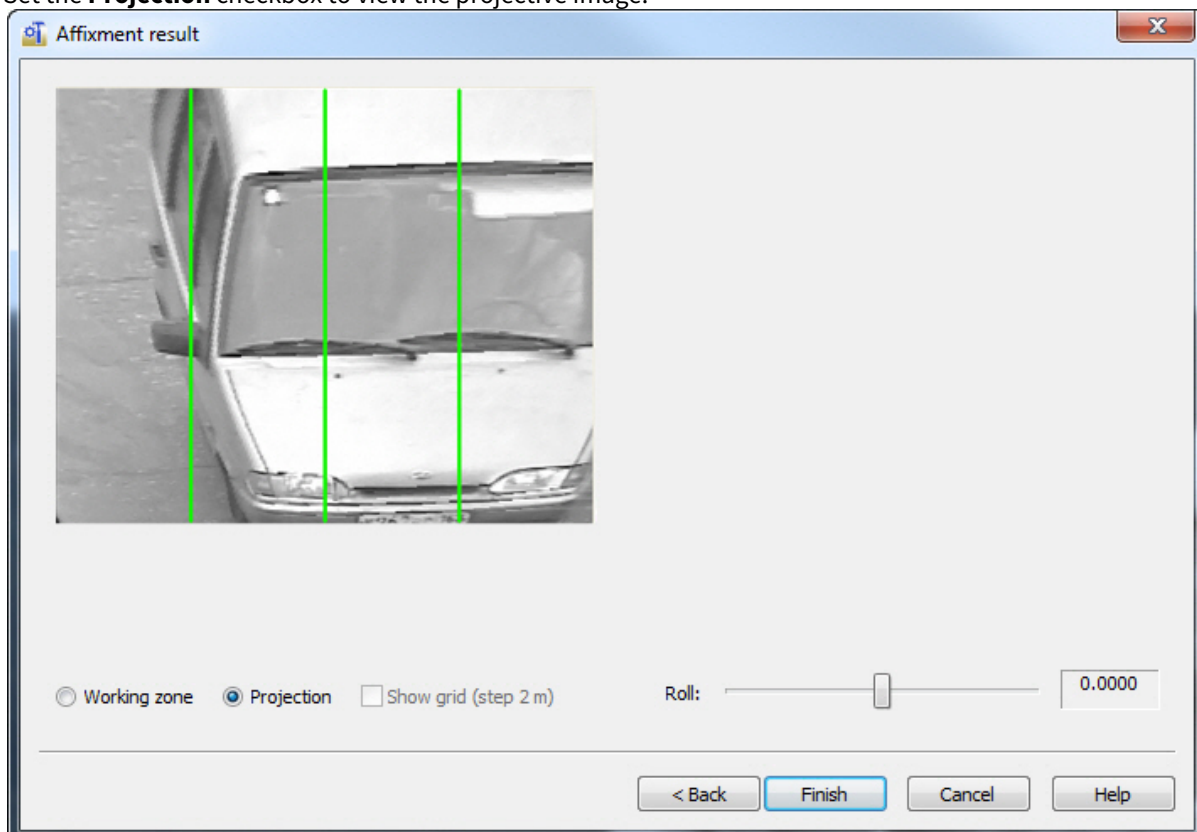 Set the Projection checkbox to view the projective image.
Affixment result
Working zone Projection Show grid (step 2 m) Roll: 0.0000
< Back Finish Cancel Help